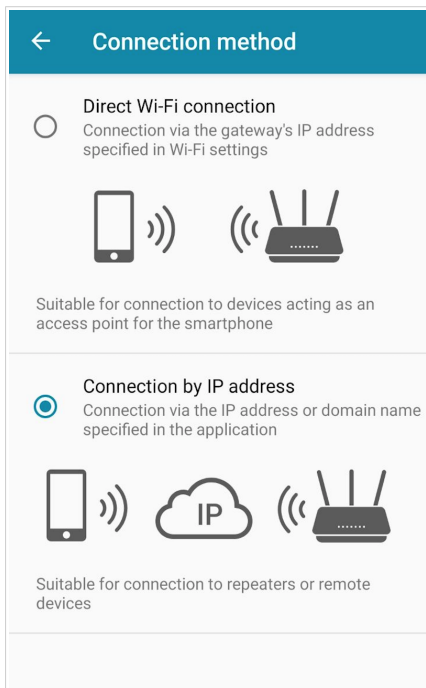 Connection method
Direct Wi-Fi connection
Connection via the gateway's IP address
specified in Wi-Fi settings
Suitable for connection to devices acting as an
access point for the smartphone
Connection by IP address
Connection via the IP address or domain name
specified in the application
IP
Suitable for connection to repeaters or remote
devices